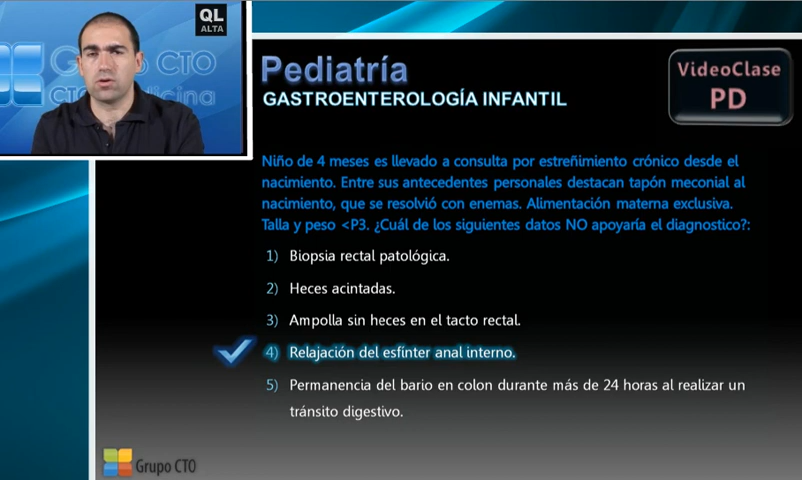 QL
ALTA
Grupo CTO
CTO Medicina
Pediatría
GASTROENTEROLOGÍA INFANTIL
VideoClase
PD
Niño de 4 meses es llevado a consulta por estreñimiento crónico desde el
nacimiento. Entre sus antecedentes personales destacan tapón meconial al
nacimiento, que se resolvió con enemas. Alimentación materna exclusiva.
Talla y peso <P3. ¿Cuál de los siguientes datos NO apoyaría el diagnostico?:
1) Biopsia rectal patológica.
2) Heces acintadas.
3) Ampolla sin heces en el tacto rectal.
4) Relajación del esfínter anal interno.
5) Permanencia del bario en colon durante más de 24 horas al realizar un
tránsito digestivo.
Grupo CTO